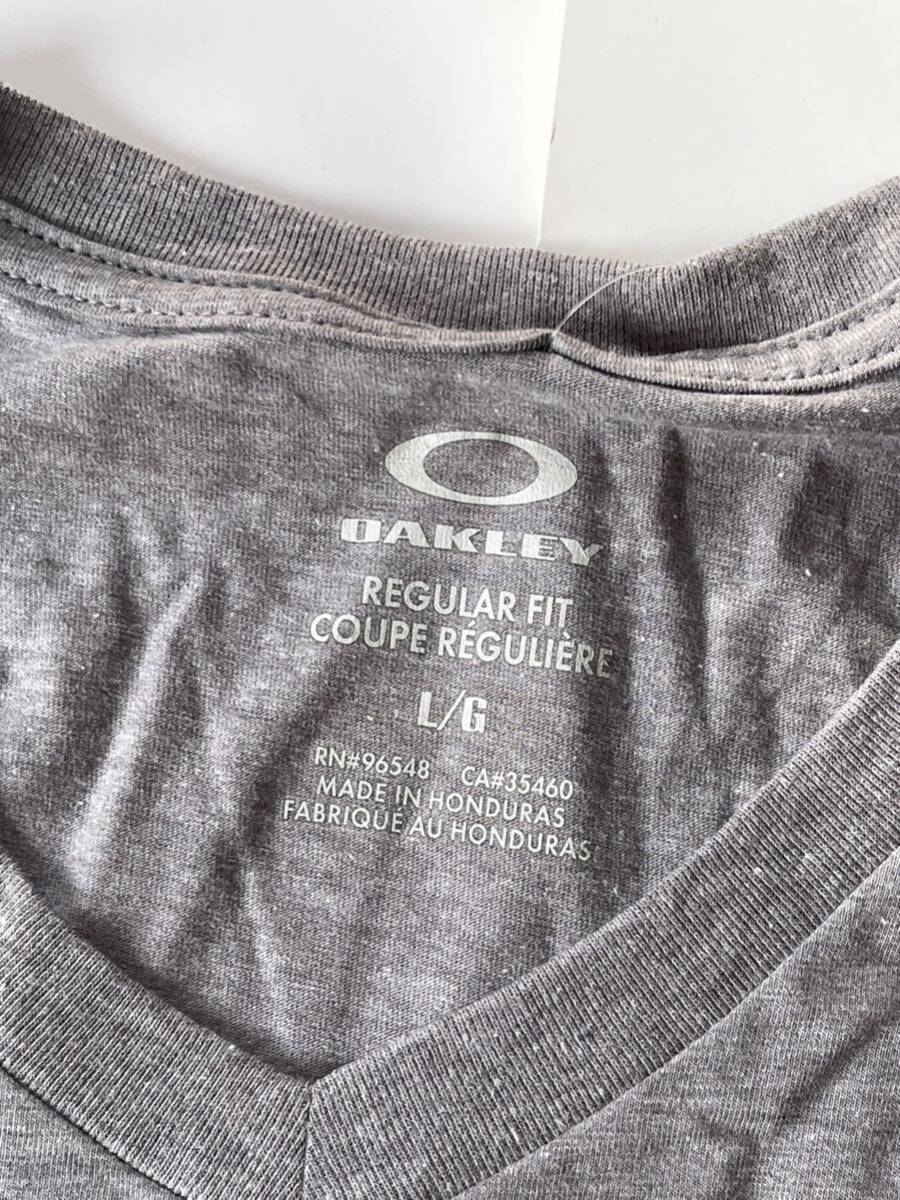 OAKLEY
REGULAR FIT
COUPE RÉGULIÈRE
L/G
RN#96548 CA#35460
MADE IN HONDURAS
FABRIQUÉ AU HONDURAS